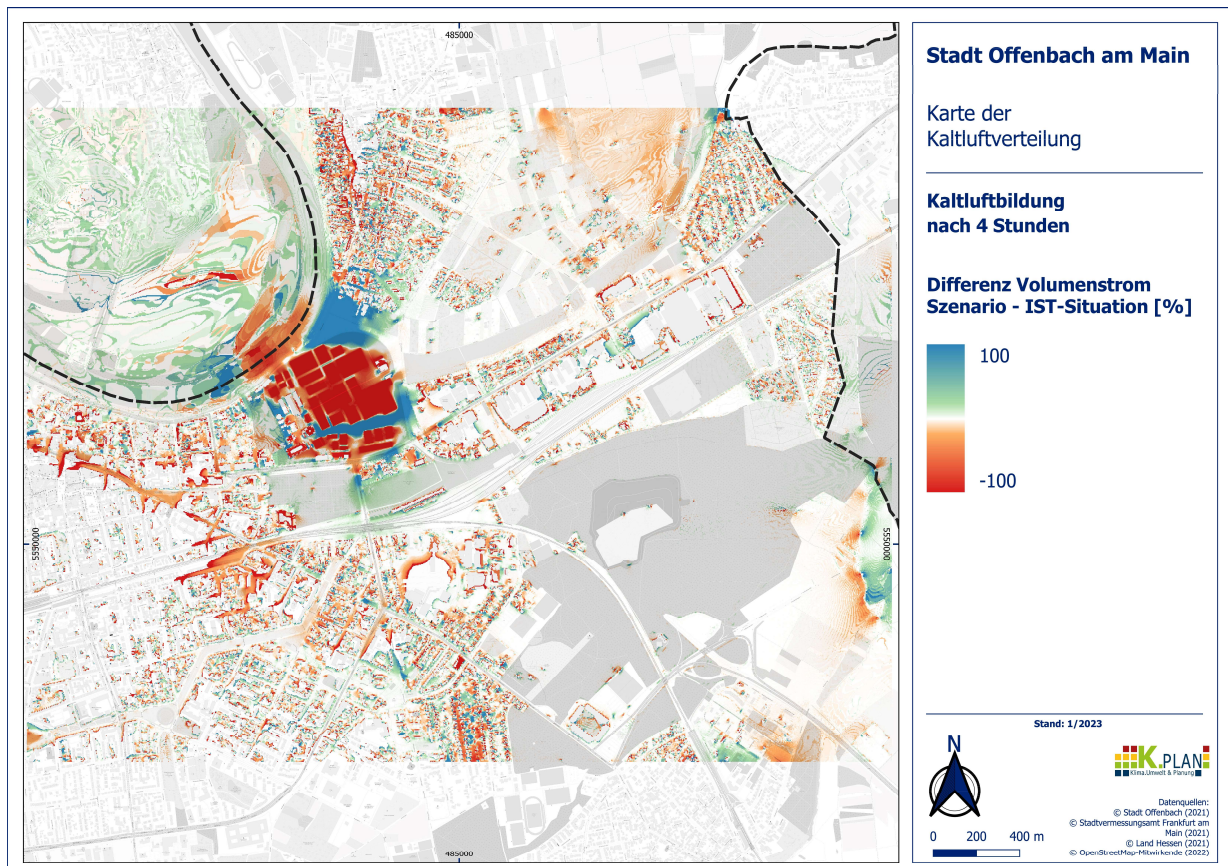 485000
5590000
5550000
485000
Stadt Offenbach am Main
Karte der
Kaltluftverteilung
Kaltluftbildung
nach 4 Stunden
Differenz Volumenstrom
Szenario - IST-Situation [%]
100
-100
Stand: 1/2023
N
K.PLAN
Klima.Umwelt & Planung
0 200 400 m
Datenquellen:
© Stadt Offenbach (2021)
© Stadtvermessungsamt Frankfurt am
Main (2021)
© Land Hessen (2021)
© OpenStreetMap-Mitwirkende (2022)